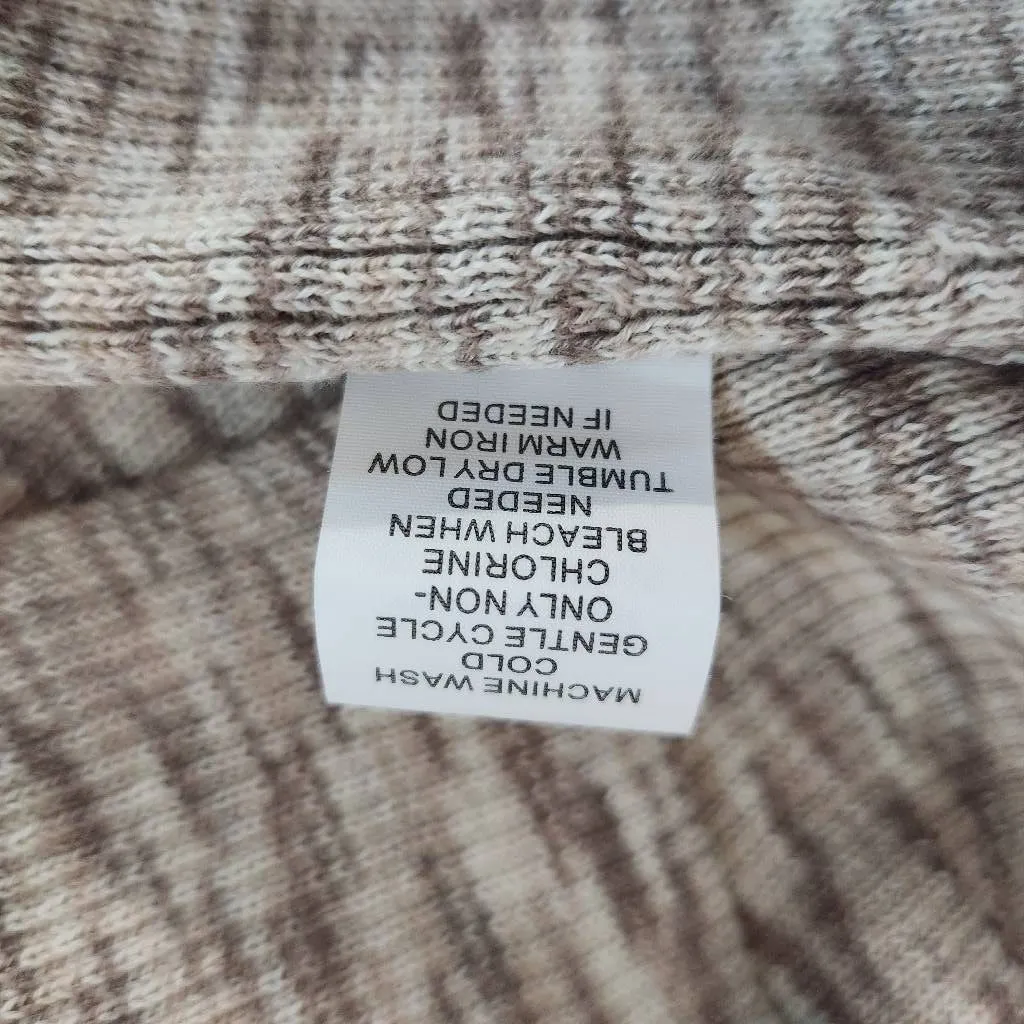 MACHINE WASH
COLD
GENTLE CYCLE
ONLY NON-
CHLORINE
BLEACH WHEN
NEEDED
TUMBLE DRY LOW
WARM IRON
IF NEEDED